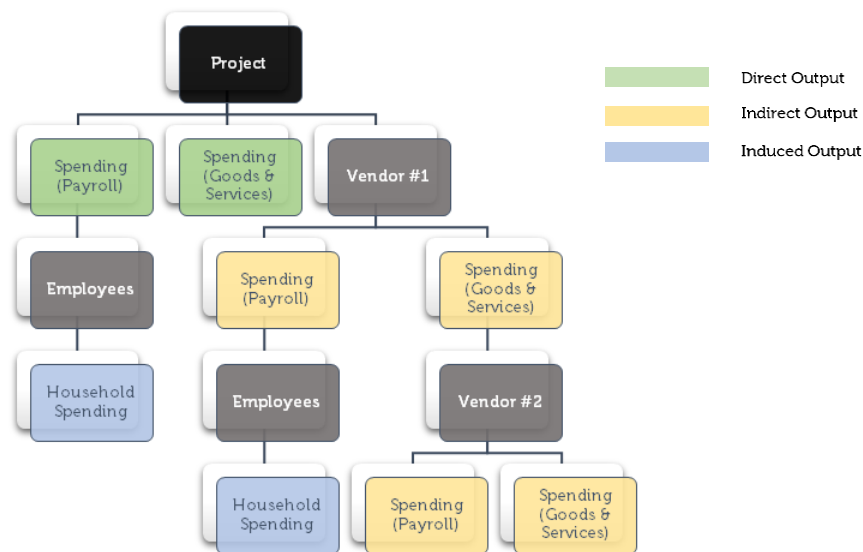 Project
Direct Output
Indirect Output
Induced Output
Spending
(Payroll)
Spending
(Goods &
Services)
Vendor #1
Employees
Spending
(Payroll)
Spending
(Goods &
Services)
Household
Spending
Employees
Vendor #2
Household
Spending
Spending
(Payroll)
Spending
(Goods &
Services)